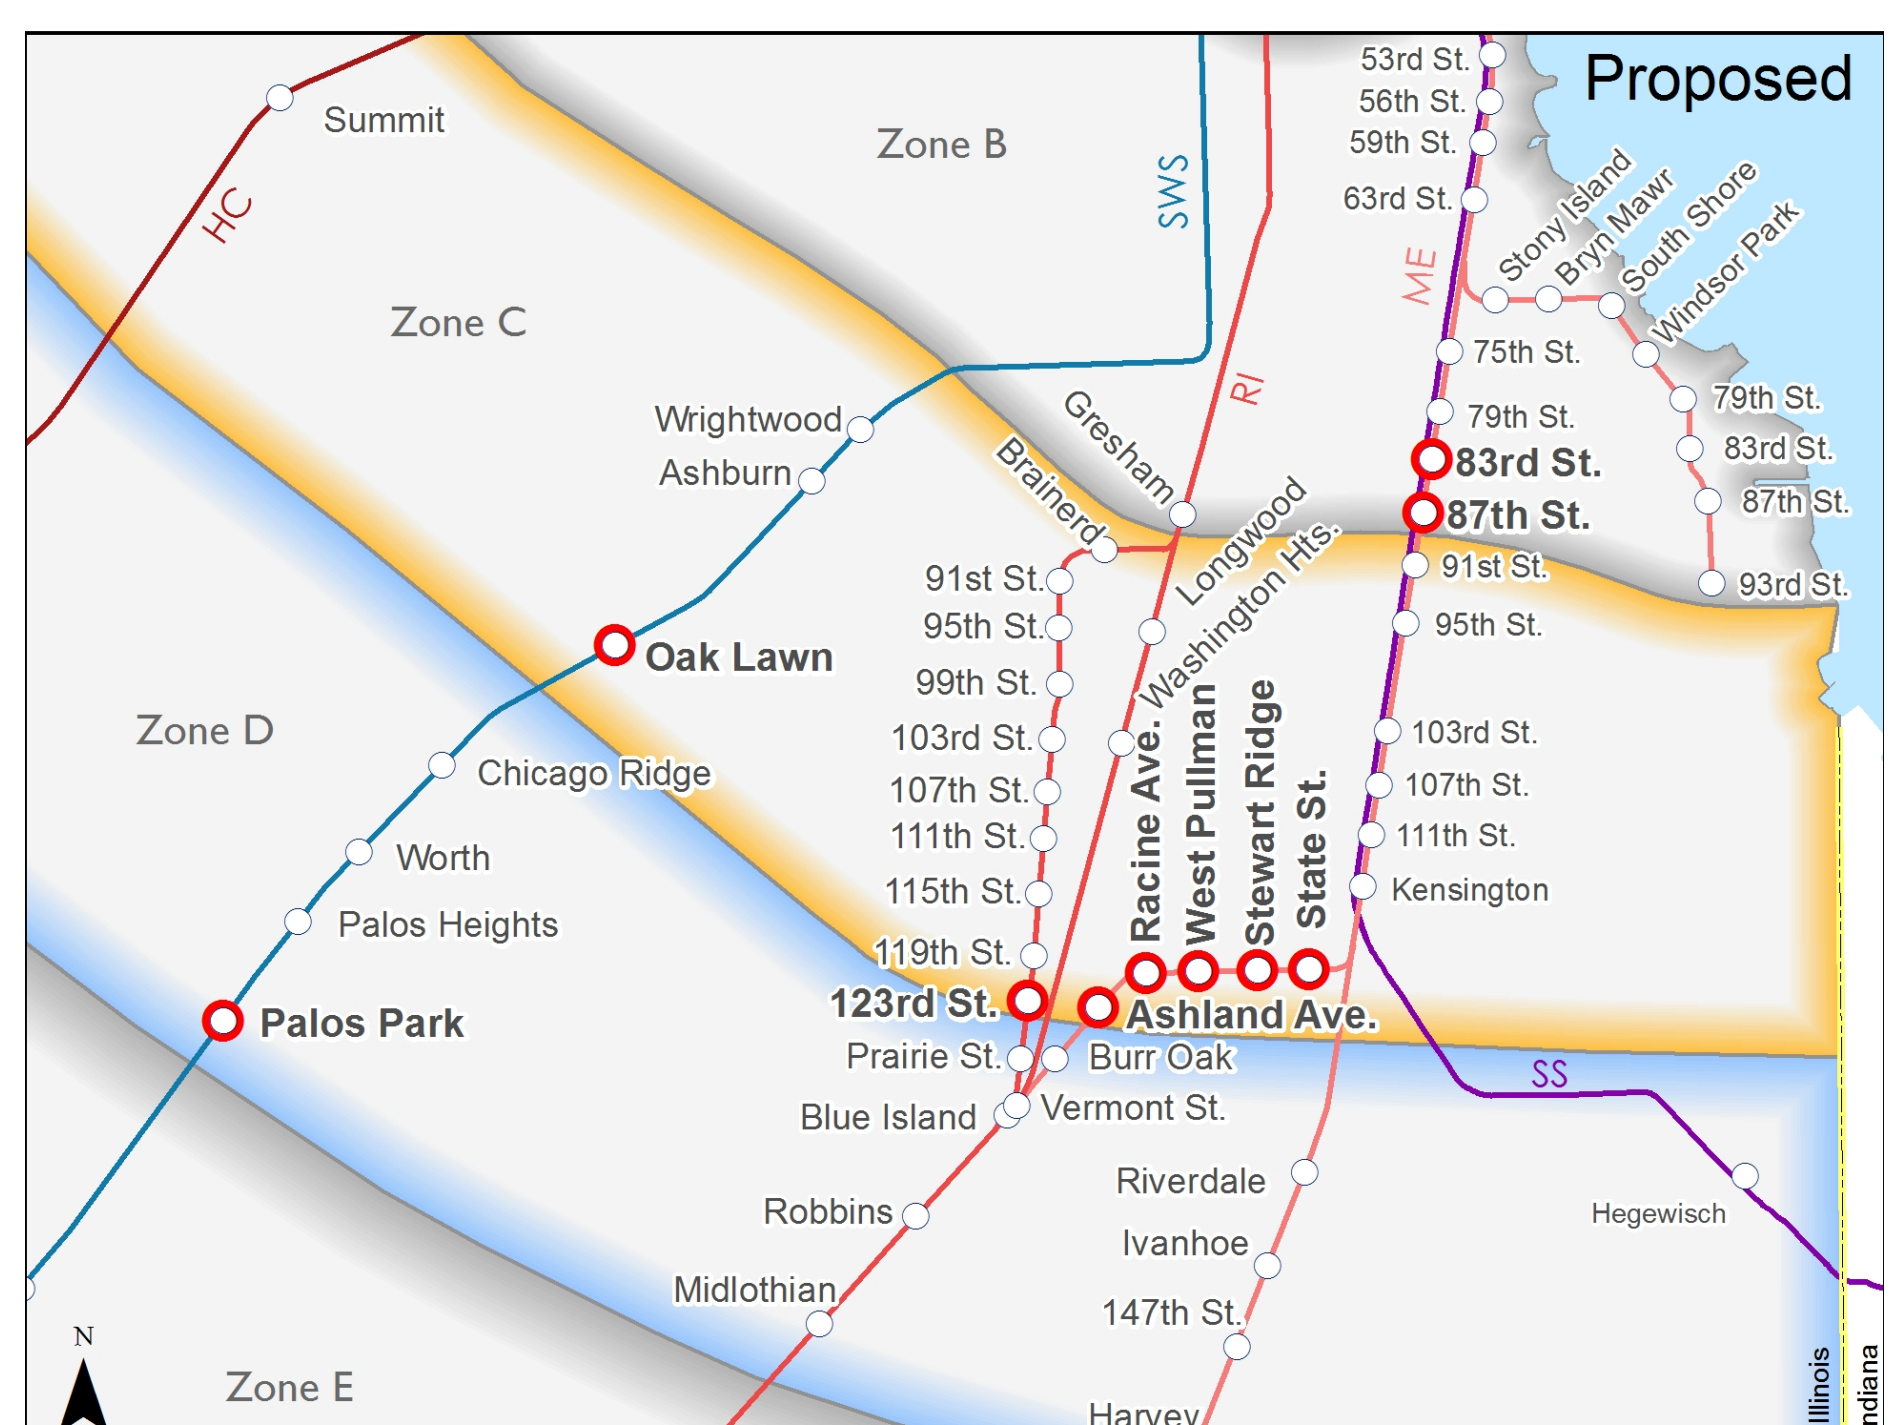 Proposed
53rd St.
56th St.
59th St.
63rd St.
Summit
Zone B
SWS
HC
ME
Stony Island
Bryn Mawr
South Shore
Windsor Park
Zone C
75th St.
RI
79th St.
79th St.
Wrightwood
Gresham
83rd St.
83rd St.
Ashburn
Brainerd
87th St.
87th St.
Longwood
Washington Hts.
91st St.
91st St.
93rd St.
95th St.
95th St.
Oak Lawn
99th St.
Zone D
103rd St.
103rd St.
Chicago Ridge
107th St.
107th St.
111th St.
111th St.
Racine Ave.
West Pullman
Stewart Ridge
State St.
Worth
115th St.
Kensington
Palos Heights
119th St.
123rd St.
Ashland Ave.
Palos Park
Prairie St.
Burr Oak
SS
Blue Island
Vermont St.
Riverdale
Robbins
Hegewisch
Ivanhoe
Midlothian
147th St.
N
Zone E
Harvey
Illinois
ndiana